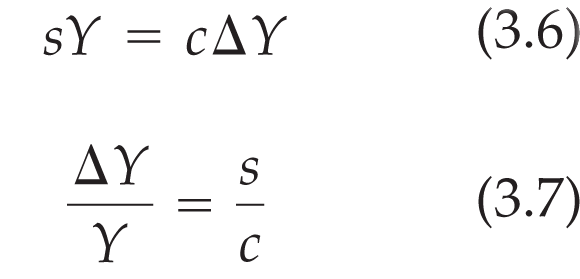 sY = cΔY (3.6)
ΔY/Y = s/c (3.7)